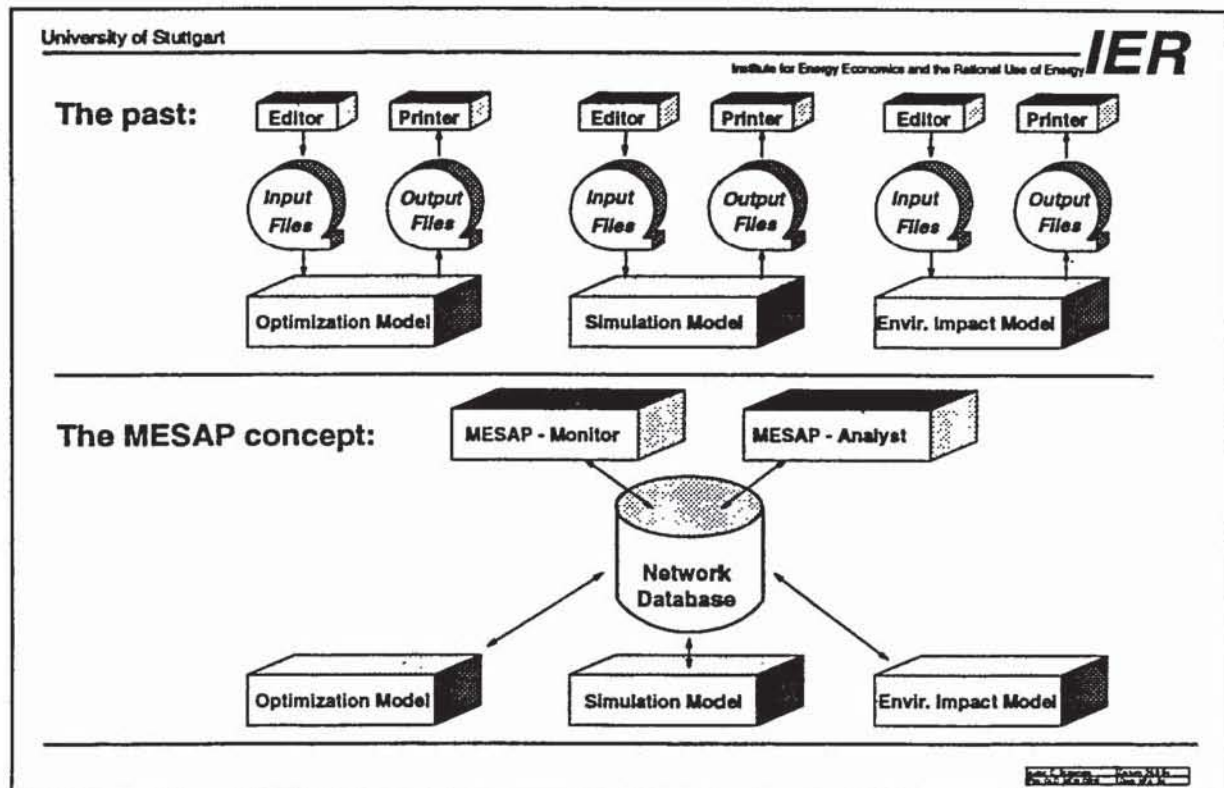 University of Stuttgart
IER
Institute for Energy Economics and the Rational Use of Energy
The past:
Editor
Printer
Editor
Printer
Editor
Printer
Input
Files
Output
Files
Input
Files
Output
Files
Input
Files
Output
Files
Optimization Model
Simulation Model
Envir. Impact Model
The MESAP concept:
MESAP - Monitor
MESAP - Analyst
Network
Database
Optimization Model
Simulation Model
Envir. Impact Model